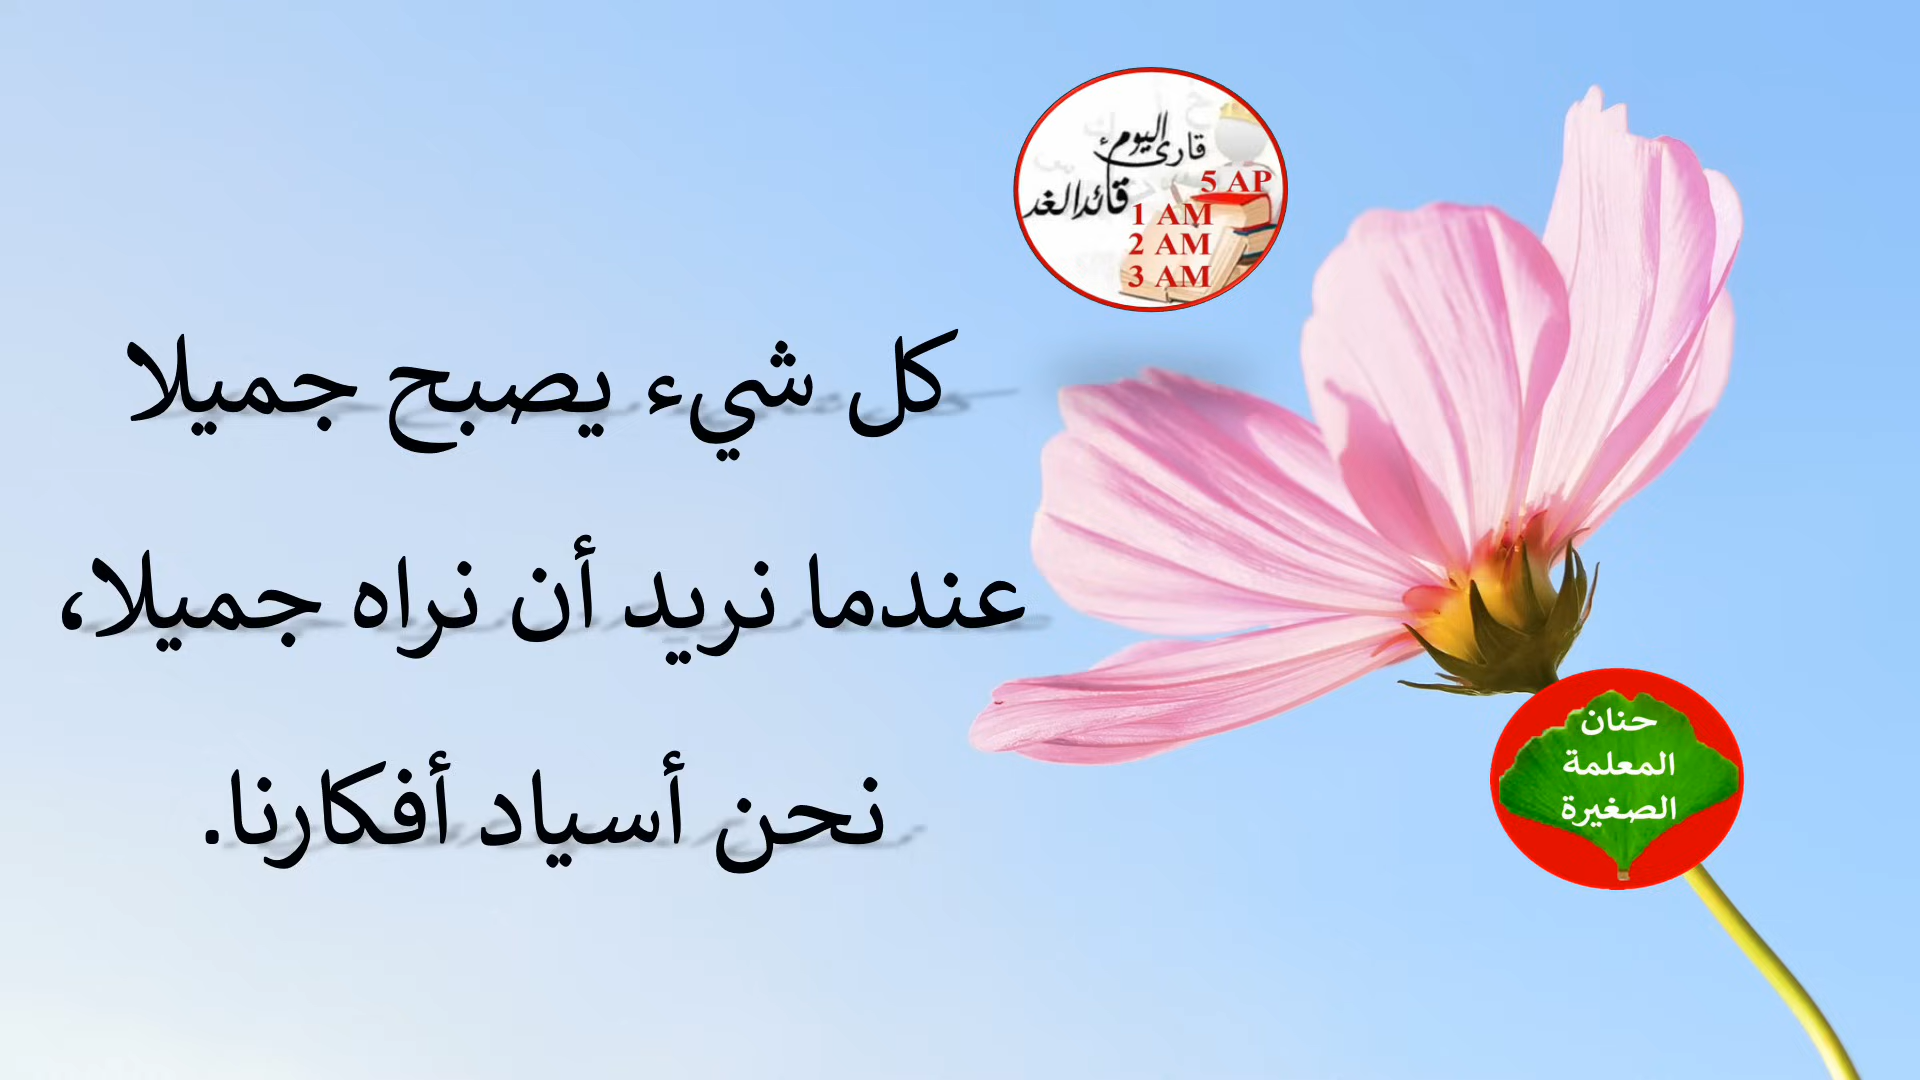 قارئ اليوم
قائد الغد
5 AP
1 AM
2 AM
3 AM
كل شيء يصبح جميلا
عندما نريد أن نراه جميلا،
نحن أسياد أفكارنا.
حنان
المعلمة
الصغيرة